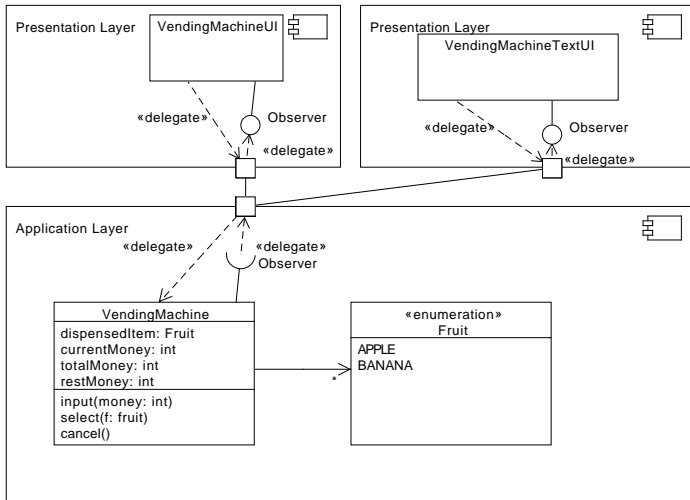 Presentation Layer
VendingMachineUI
«delegate»
Observer
«delegate»
Presentation Layer
VendingMachineTextUI
«delegate»
Observer
«delegate»
Application Layer
«delegate»
«delegate»
Observer
VendingMachine
dispensedItem: Fruit
currentMoney: int
totalMoney: int
restMoney: int
input(money: int)
select(f: fruit)
cancel()
*
«enumeration»
Fruit
APPLE
BANANA